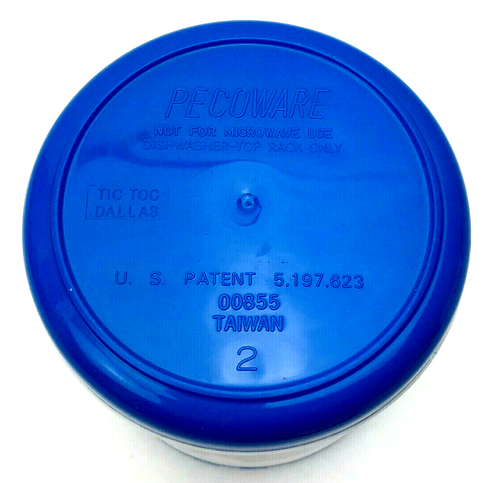 PECOWARE
NOT FOR MICROWAVE USE
DISHWASHER-TOP RACK ONLY
TIC TOC
DALLAS
U. S. PATENT 5,197,623
00855
TAIWAN
2